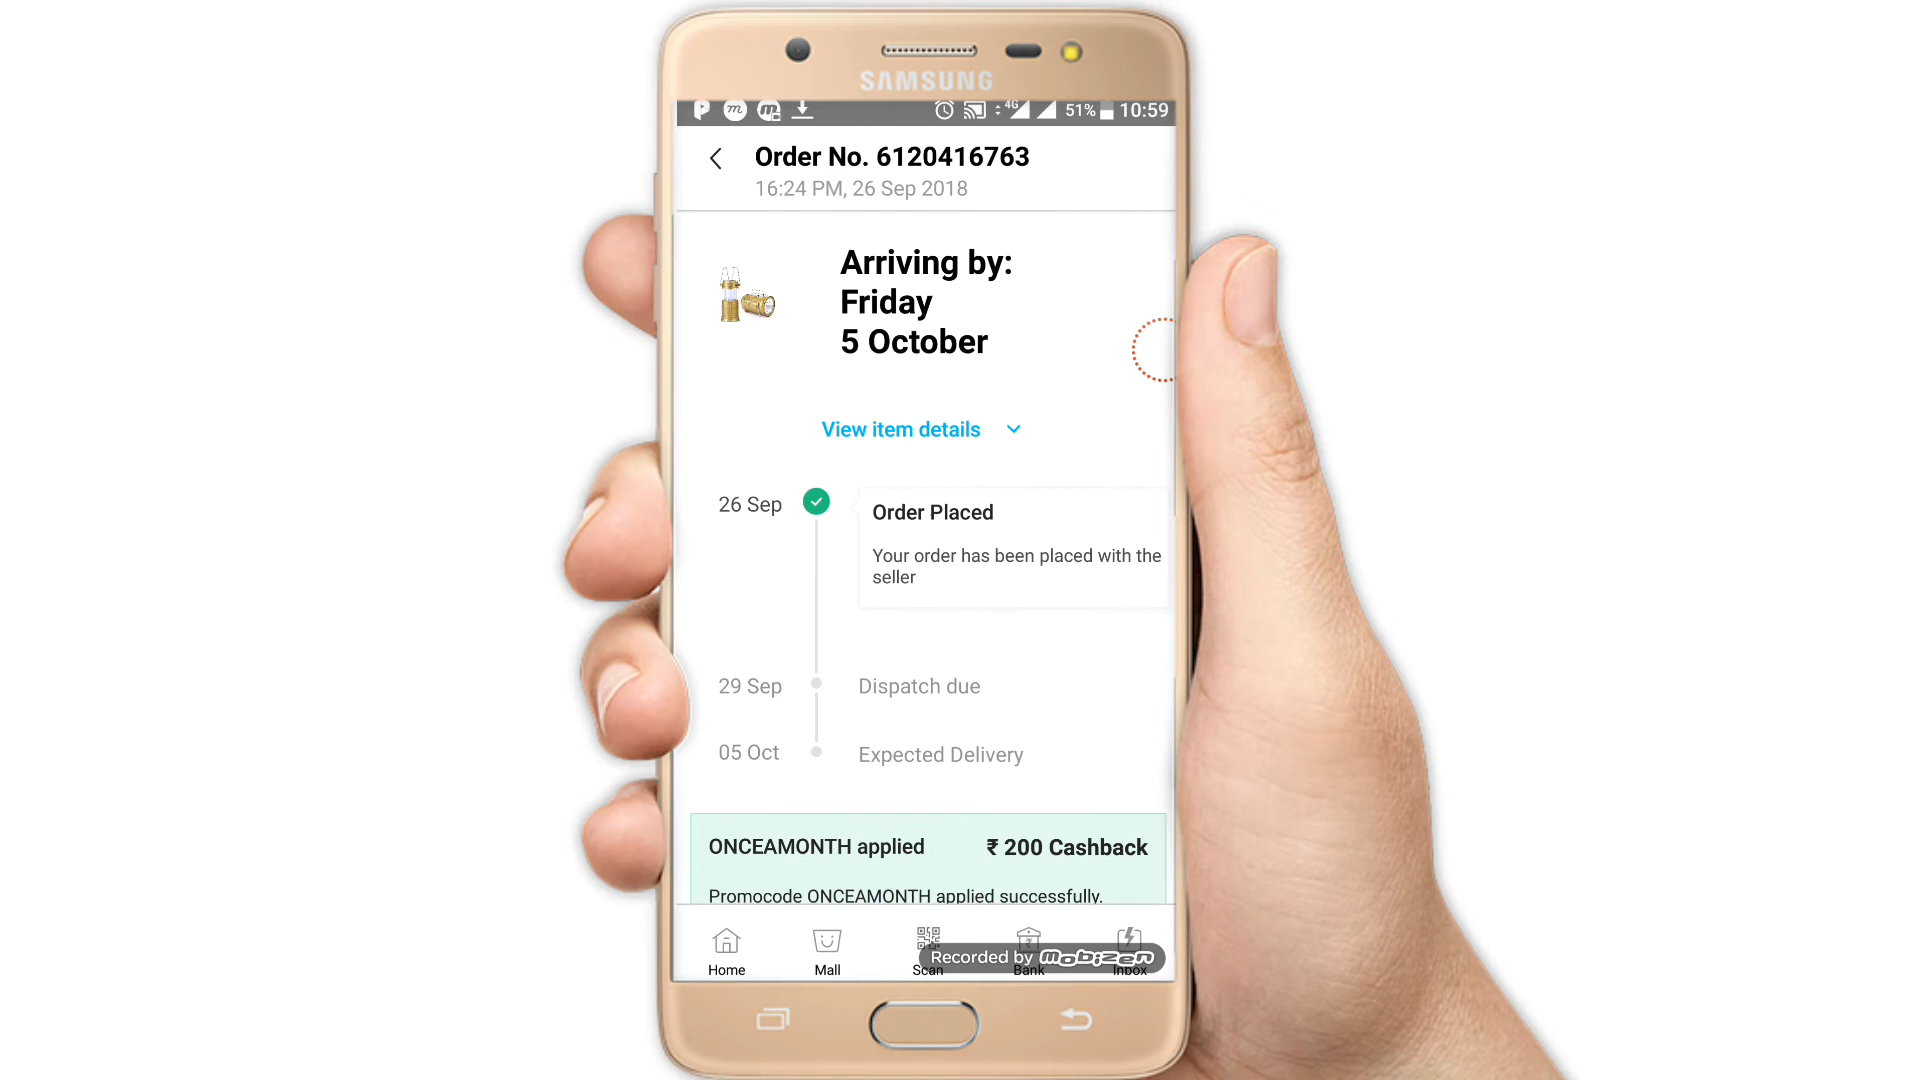 SAMSUNG
4G 51% 10:59
Order No. 6120416763
16:24 PM, 26 Sep 2018
Arriving by:
Friday
5 October
View item details
26 Sep
Order Placed
Your order has been placed with the
seller
29 Sep
Dispatch due
05 Oct
Expected Delivery
ONCEAMONTH applied
₹ 200 Cashback
Promocode ONCEAMONTH applied successfully.
Recorded by mobizen
Home
Mall
Scan
Bank
Inbox